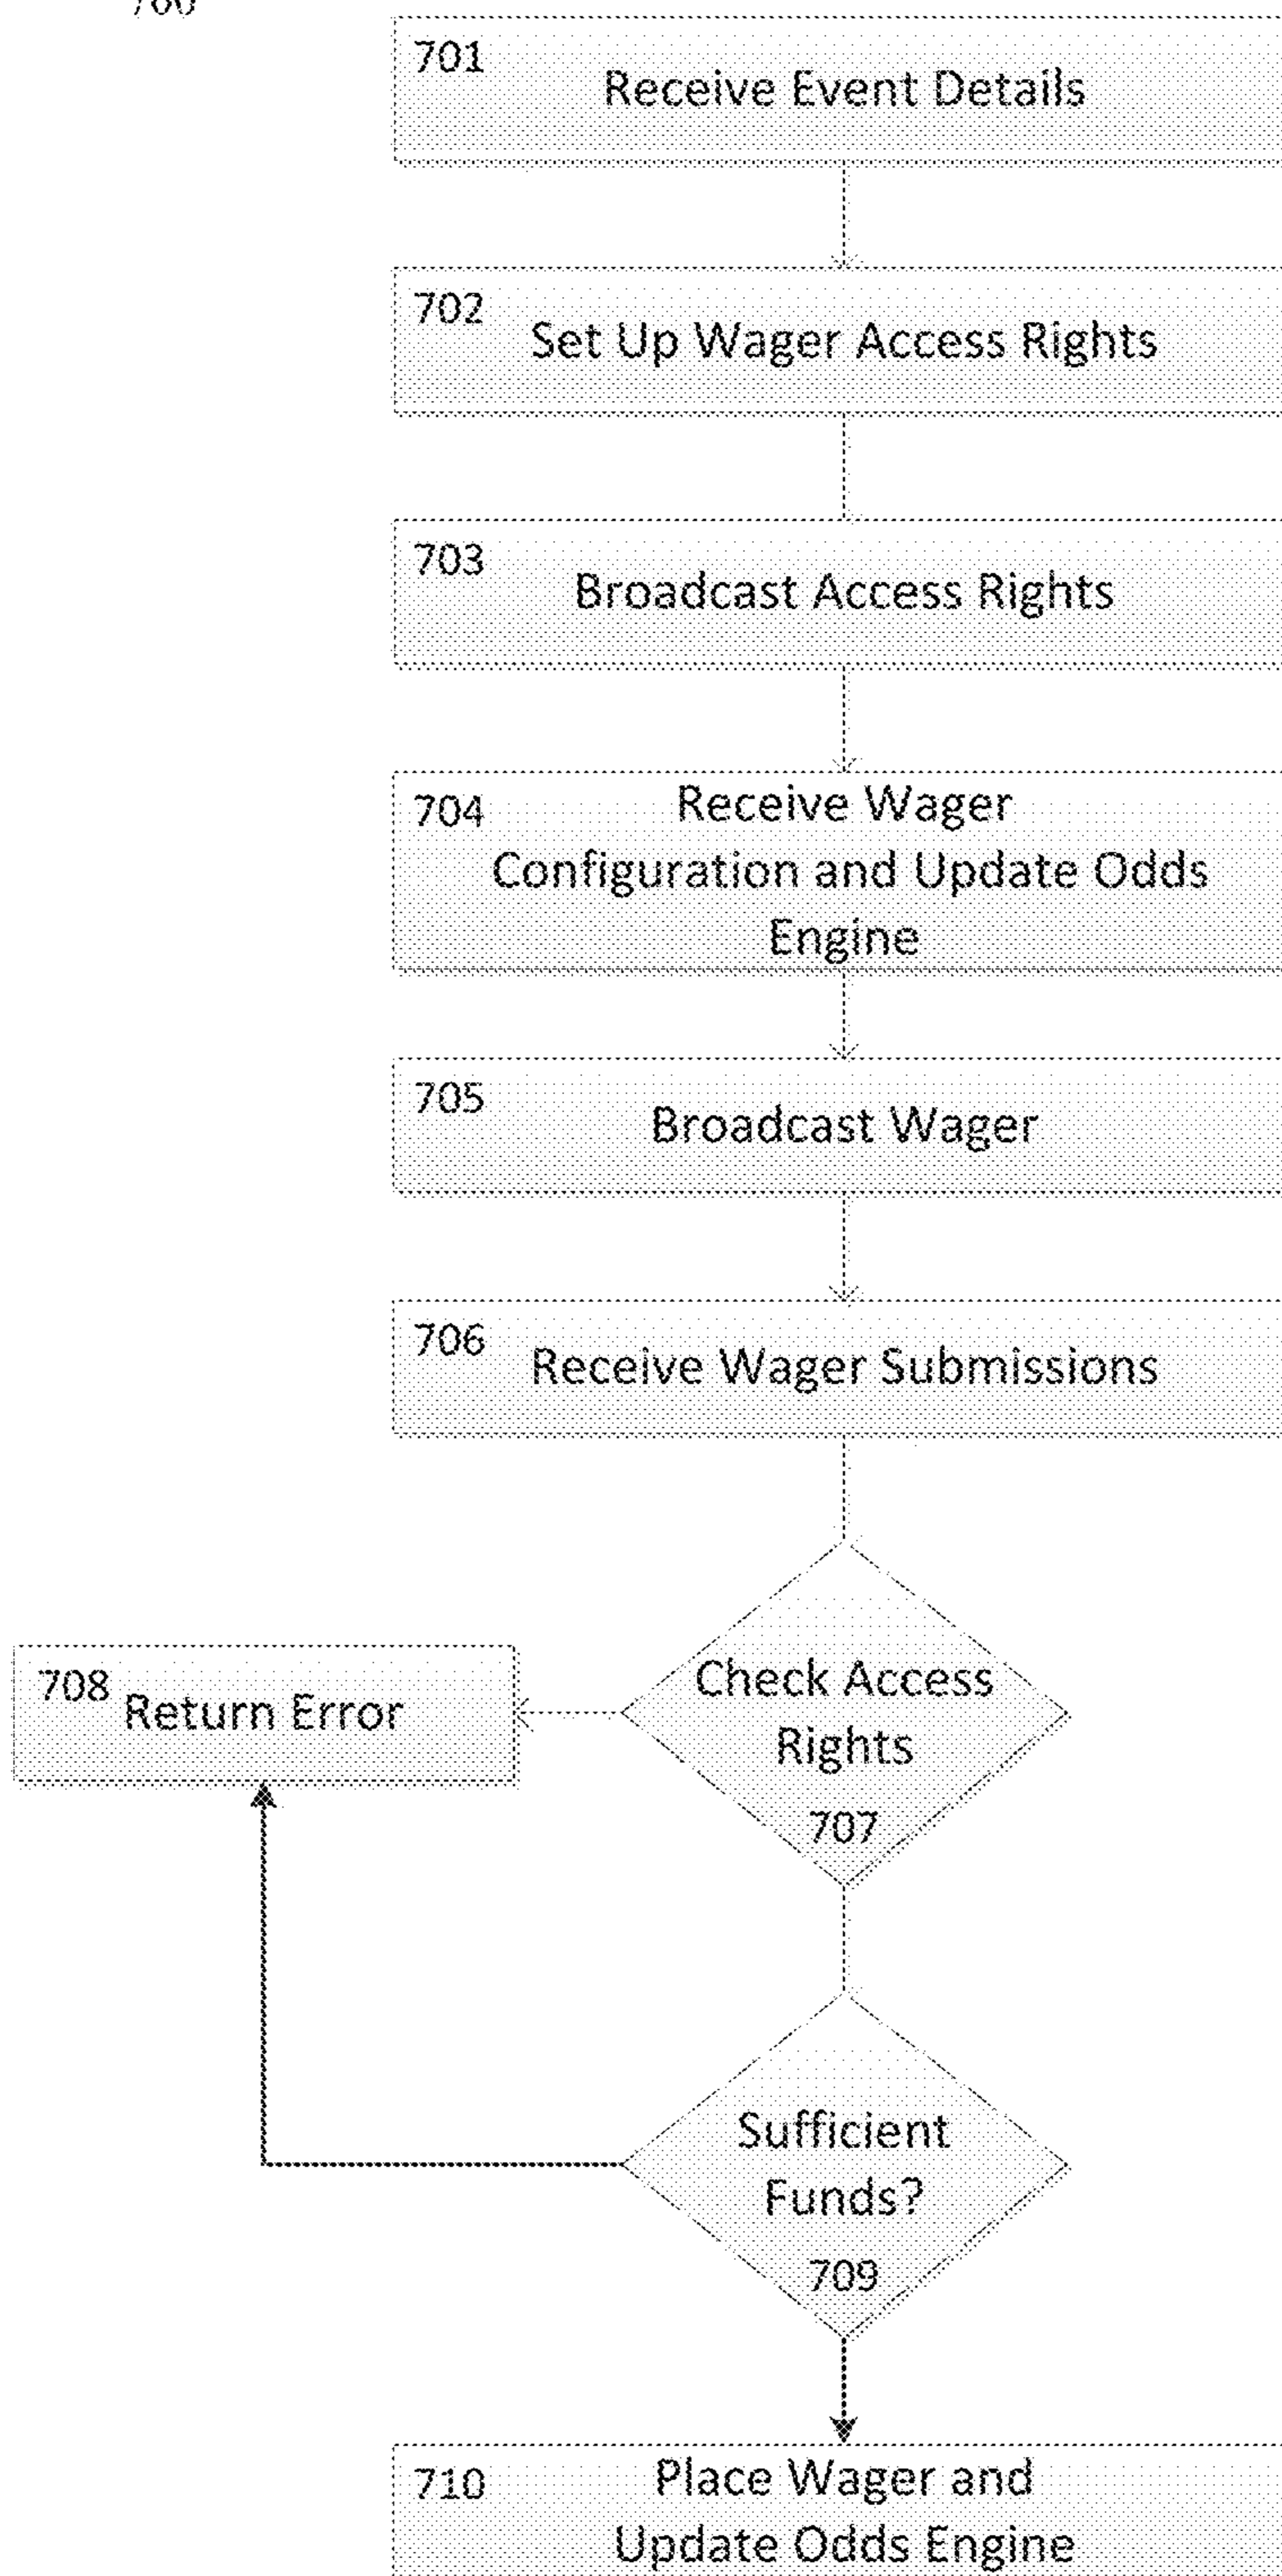 701
Receive Event Details
702
Set Up Wager Access Rights
703
Broadcast Access Rights
704
Receive Wager
Configuration and Update Odds
Engine
705
Broadcast Wager
706
Receive Wager Submissions
708
Return Error
Check Access
Rights
707
Sufficient
Funds?
709
710
Place Wager and
Update Odds Engine